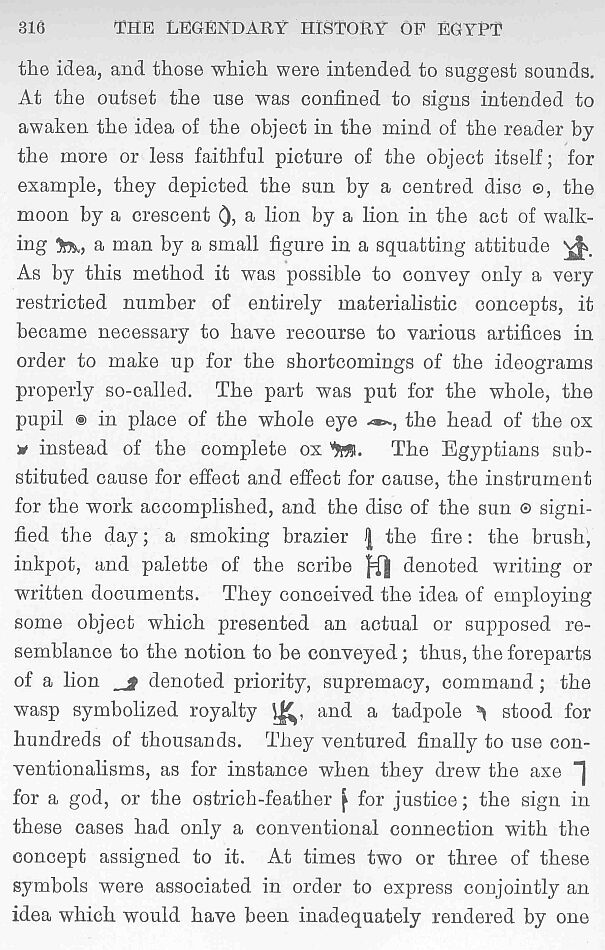 316 THE LEGENDARY HISTORY OF EGYPT
the idea, and those which were intended to suggest sounds.
At the outset the use was confined to signs intended to
awaken the idea of the object in the mind of the reader by
the more or less faithful picture of the object itself; for
example, they depicted the sun by a centred disc ☉, the
moon by a crescent, a lion by a lion in the act of walk-
ing, a man by a small figure in a squatting attitude.
As by this method it was possible to convey only a very
restricted number of entirely materialistic concepts, it
became necessary to have recourse to various artifices in
order to make up for the shortcomings of the ideograms
properly so-called. The part was put for the whole, the
pupil in place of the whole eye, the head of the ox
instead of the complete ox. The Egyptians sub-
stituted cause for effect and effect for cause, the instrument
for the work accomplished, and the disc of the sun ☉ signi-
fied the day; a smoking brazier the fire: the brush,
inkpot, and palette of the scribe denoted writing or
written documents. They conceived the idea of employing
some object which presented an actual or supposed re-
semblance to the notion to be conveyed; thus, the foreparts
of a lion denoted priority, supremacy, command; the
wasp symbolized royalty, and a tadpole stood for
hundreds of thousands. They ventured finally to use con-
ventionalisms, as for instance when they drew the axe
for a god, or the ostrich-feather for justice; the sign in
these cases had only a conventional connection with the
concept assigned to it. At times two or three of these
symbols were associated in order to express conjointly an
idea which would have been inadequately rendered by one